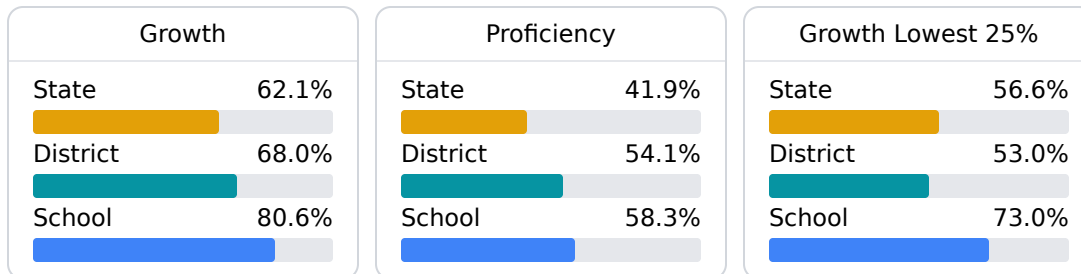 Growth
State 62.1%
District 68.0%
School 80.6%
Proficiency
State 41.9%
District 54.1%
School 58.3%
Growth Lowest 25%
State 56.6%
District 53.0%
School 73.0%